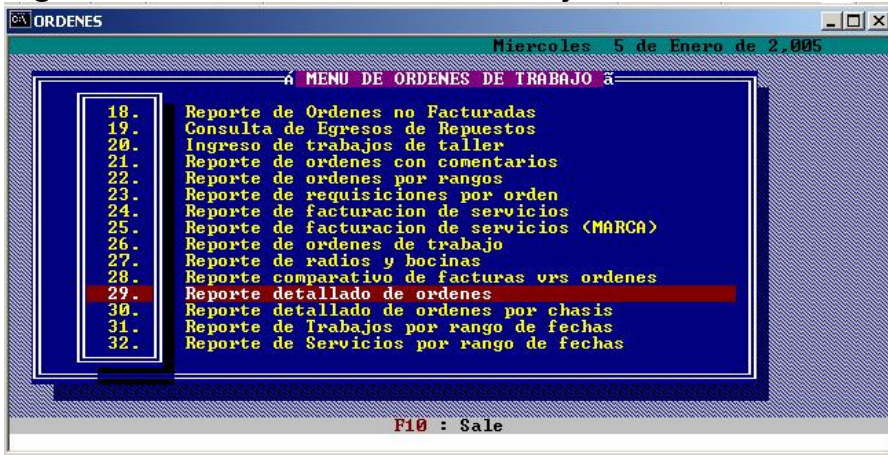 ORDENES
Miercoles 5 de Enero de 2,005
á MENU DE ORDENES DE TRABAJO ã
18. Reporte de Ordenes no Facturadas
19. Consulta de Egresos de Repuestos
20. Ingreso de trabajos de taller
21. Reporte de ordenes con comentarios
22. Reporte de ordenes por rangos
23. Reporte de requisiciones por orden
24. Reporte de facturacion de servicios
25. Reporte de facturacion de servicios (MARCA)
26. Reporte de ordenes de trabajo
27. Reporte de radios y bocinas
28. Reporte comparativo de facturas vrs ordenes
29. Reporte detallado de ordenes
30. Reporte detallado de ordenes por chasis
31. Reporte de Trabajos por rango de fechas
32. Reporte de Servicios por rango de fechas
F10 : Sale